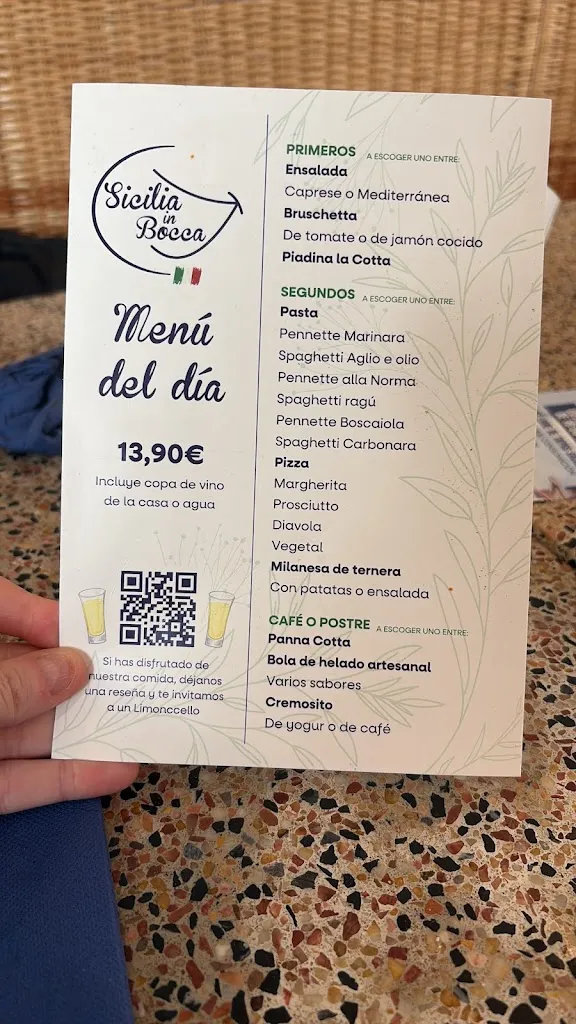 Sicilia
in
Bocca
Menú
del día
13,90€
Incluye copa de vino
de la casa o agua
Si has disfrutado de
nuestra comida, déjanos
una reseña y te invitamos
a un Limonccello
PRIMEROS A ESCOGER UNO ENTRE:
Ensalada
Caprese o Mediterránea
Bruschetta
De tomate o de jamón cocido
Piadina la Cotta
SEGUNDOS A ESCOGER UNO ENTRE:
Pasta
Pennette Marinara
Spaghetti Aglio e olio
Pennette alla Norma
Spaghetti ragú
Pennette Boscaiola
Spaghetti Carbonara
Pizza
Margherita
Prosciutto
Diavola
Vegetal
Milanesa de ternera
Con patatas o ensalada
CAFÉ O POSTRE A ESCOGER UNO ENTRE:
Panna Cotta
Bola de helado artesanal
Varios sabores
Cremosito
De yogur o de café